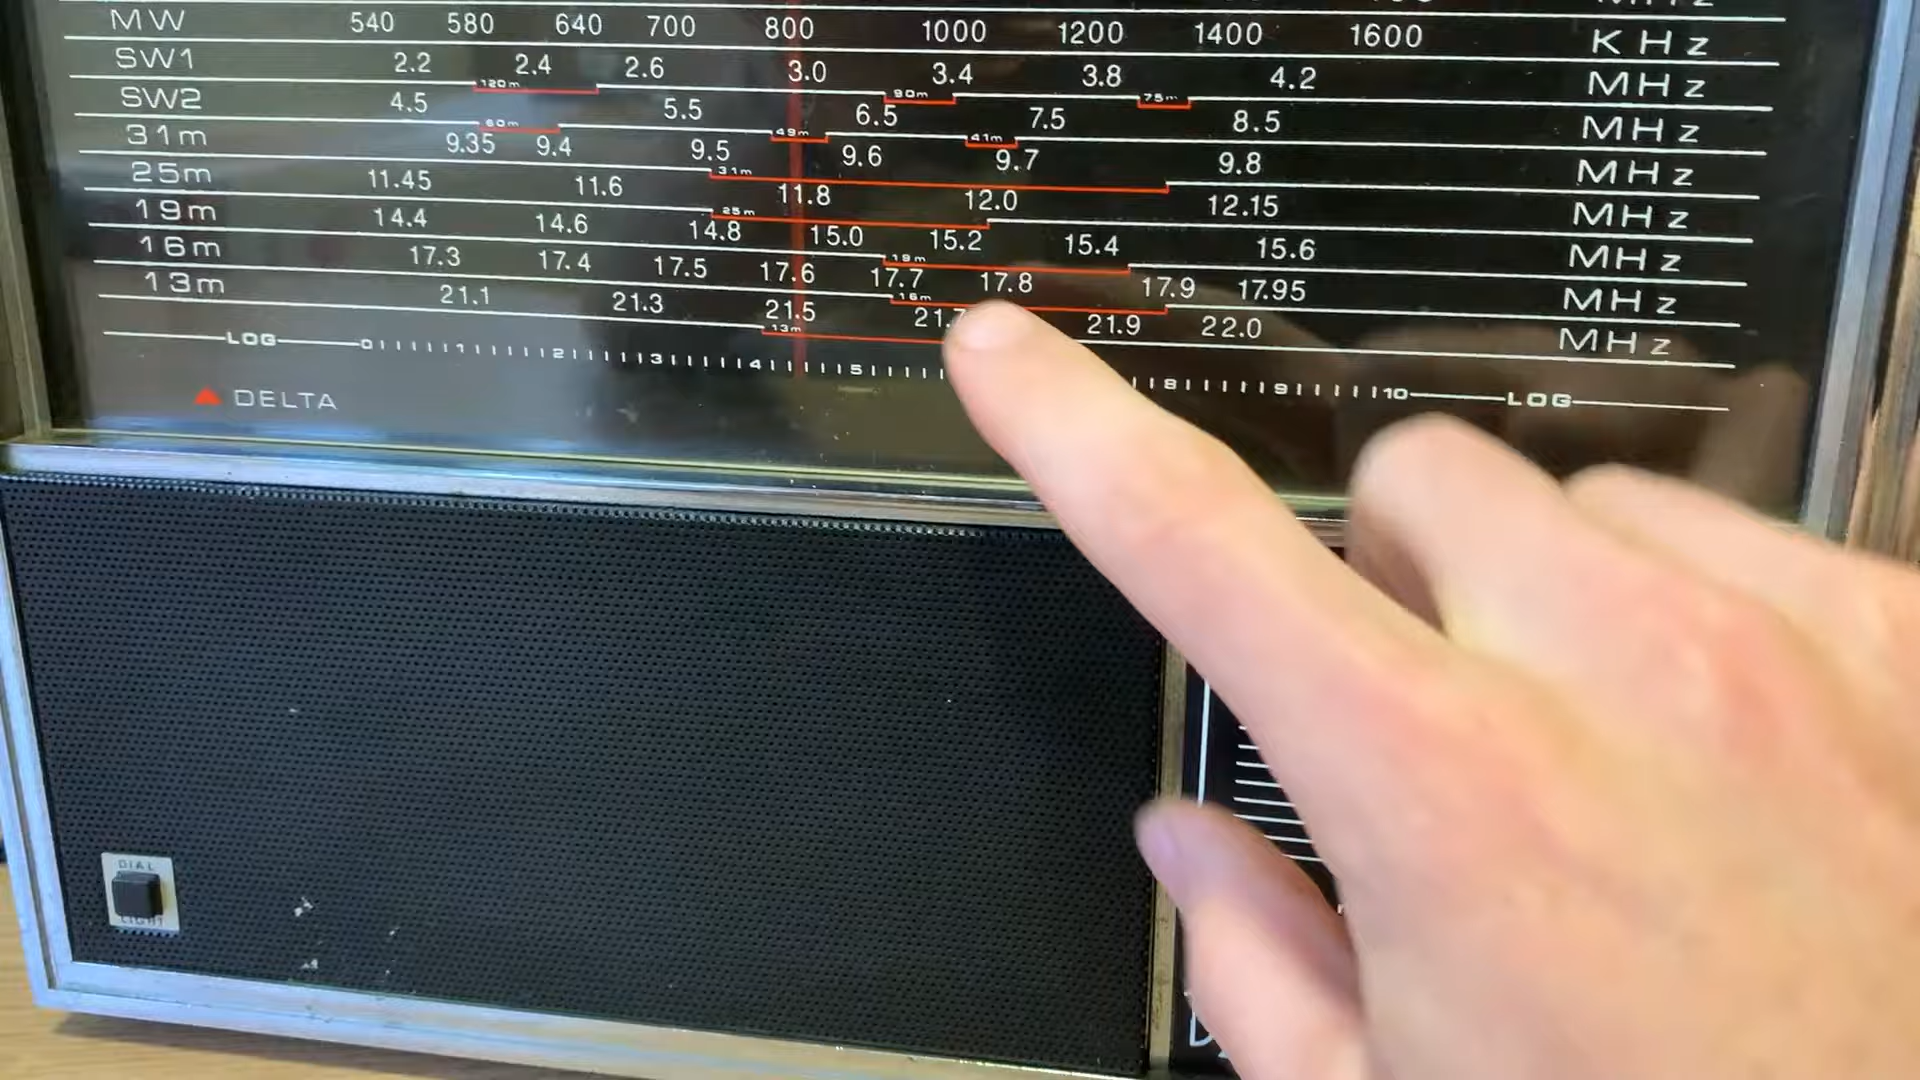 MHz
MW 540 580 640 700 800 1000 1200 1400 1600 KHz
SW1 2.2 2.4 2.6 3.0 3.4 3.8 4.2 MHz
120m 90m 75m
SW2 4.5 5.5 6.5 7.5 8.5 MHz
60m 49m 41m
31m 9.35 9.4 9.5 9.6 9.7 9.8 MHz
31m
25m 11.45 11.6 11.8 12.0 12.15 MHz
25m
19m 14.4 14.6 14.8 15.0 15.2 15.4 15.6 MHz
19m
16m 17.3 17.4 17.5 17.6 17.7 17.8 17.9 17.95 MHz
16m
13m 21.1 21.3 21.5 21.7 21.9 22.0 MHz
13m
LOG 0 1 2 3 4 5 8 9 10 LOG
DELTA
DIAL
LIGHT